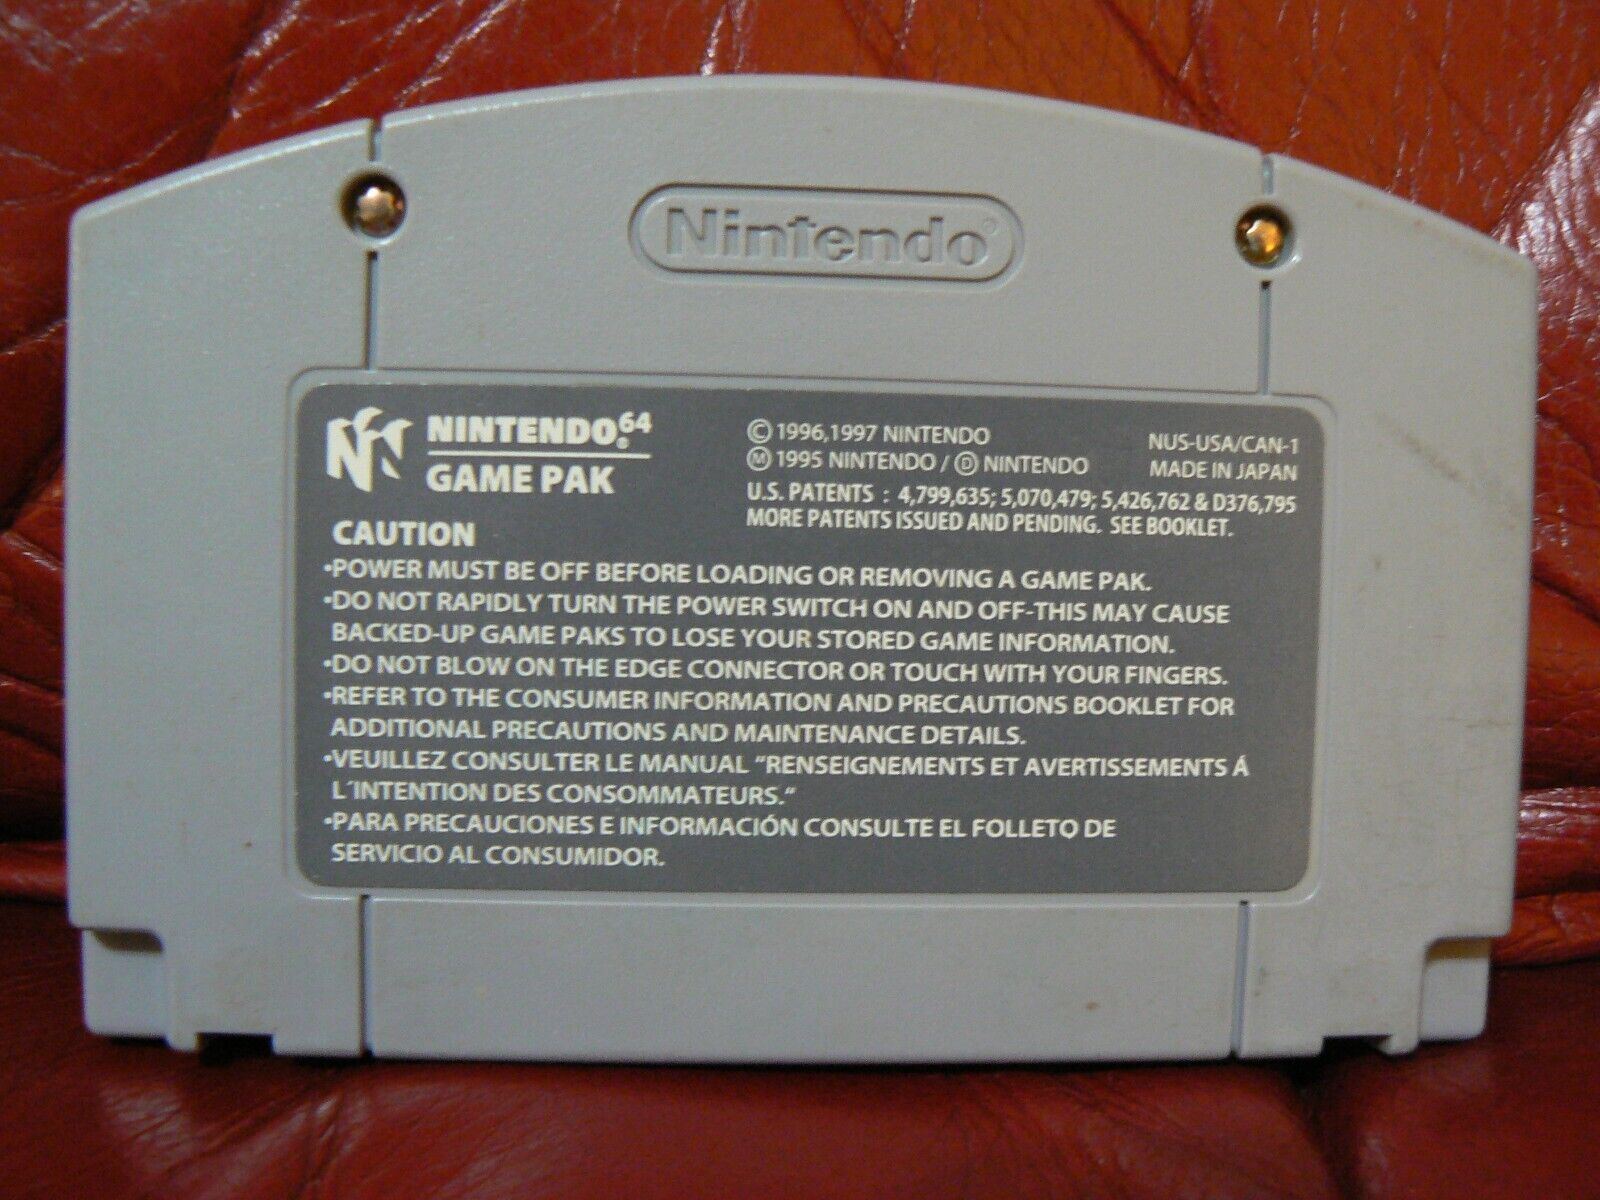 Nintendo®
NINTENDO⁶⁴®
GAME PAK
©1996,1997 NINTENDO
Ⓜ1995 NINTENDO / Ⓓ NINTENDO
NUS-USA/CAN-1
MADE IN JAPAN
U.S. PATENTS : 4,799,635; 5,070,479; 5,426,762 & D376,795
MORE PATENTS ISSUED AND PENDING. SEE BOOKLET.
CAUTION
•POWER MUST BE OFF BEFORE LOADING OR REMOVING A GAME PAK.
•DO NOT RAPIDLY TURN THE POWER SWITCH ON AND OFF-THIS MAY CAUSE
BACKED-UP GAME PAKS TO LOSE YOUR STORED GAME INFORMATION.
•DO NOT BLOW ON THE EDGE CONNECTOR OR TOUCH WITH YOUR FINGERS.
•REFER TO THE CONSUMER INFORMATION AND PRECAUTIONS BOOKLET FOR
ADDITIONAL PRECAUTIONS AND MAINTENANCE DETAILS.
•VEUILLEZ CONSULTER LE MANUAL "RENSEIGNEMENTS ET AVERTISSEMENTS Á
L´INTENTION DES CONSOMMATEURS."
•PARA PRECAUCIONES E INFORMACIÓN CONSULTE EL FOLLETO DE
SERVICIO AL CONSUMIDOR.